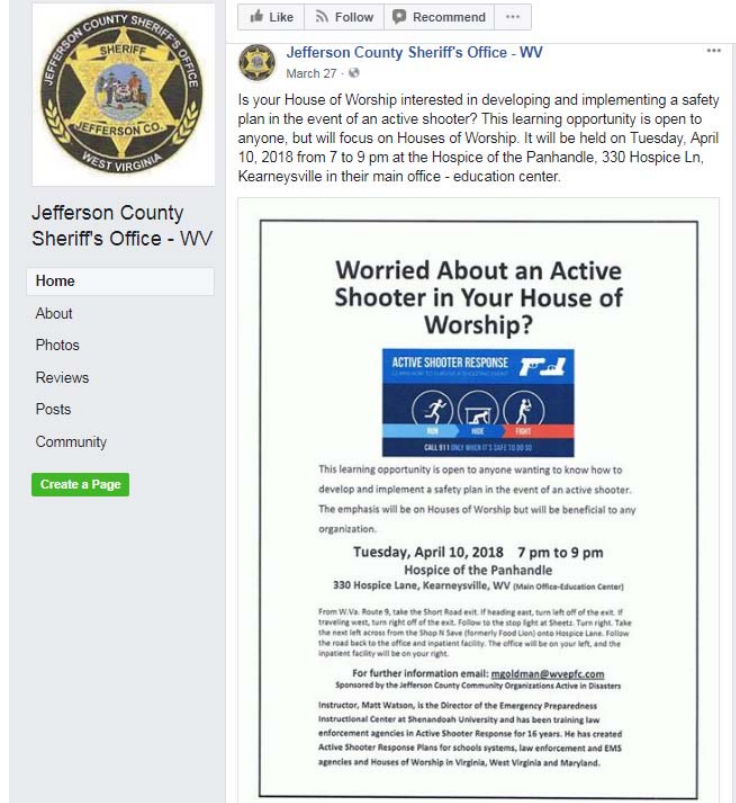 JEFFERSON COUNTY SHERIFF'S OFFICE
SHERIFF
JEFFERSON CO.
WEST VIRGINIA
Jefferson County
Sheriff's Office - WV
Home
About
Photos
Reviews
Posts
Community
Create a Page
Like Follow Recommend ...
Jefferson County Sheriff's Office - WV
March 27 ·
Is your House of Worship interested in developing and implementing a safety
plan in the event of an active shooter? This learning opportunity is open to
anyone, but will focus on Houses of Worship. It will be held on Tuesday, April
10, 2018 from 7 to 9 pm at the Hospice of the Panhandle, 330 Hospice Ln,
Kearneysville in their main office - education center.
Worried About an Active
Shooter in Your House of
Worship?
ACTIVE SHOOTER RESPONSE
LEARN HOW TO SURVIVE A SHOOTING EVENT
RUN HIDE FIGHT
CALL 911 ONLY WHEN IT'S SAFE TO DO SO
This learning opportunity is open to anyone wanting to know how to
develop and implement a safety plan in the event of an active shooter.
The emphasis will be on Houses of Worship but will be beneficial to any
organization.
Tuesday, April 10, 2018 7 pm to 9 pm
Hospice of the Panhandle
330 Hospice Lane, Kearneysville, WV (Main Office-Education Center)
From W.Va. Route 9, take the Short Road exit. If heading east, turn left off of the exit. If
traveling west, turn right off of the exit. Follow to the stop light at Sheetz. Turn right. Take
the next left across from the Shop N Save (formerly Food Lion) onto Hospice Lane. Follow
the road back to the office and inpatient facility. The office will be on your left, and the
inpatient facility will be on your right.
For further information email: mgoldman@wvepfc.com
Sponsored by the Jefferson County Community Organizations Active in Disasters
Instructor, Matt Watson, is the Director of the Emergency Preparedness
Instructional Center at Shenandoah University and has been training law
enforcement agencies in Active Shooter Response for 16 years. He has created
Active Shooter Response Plans for schools systems, law enforcement and EMS
agencies and Houses of Worship in Virginia, West Virginia and Maryland.